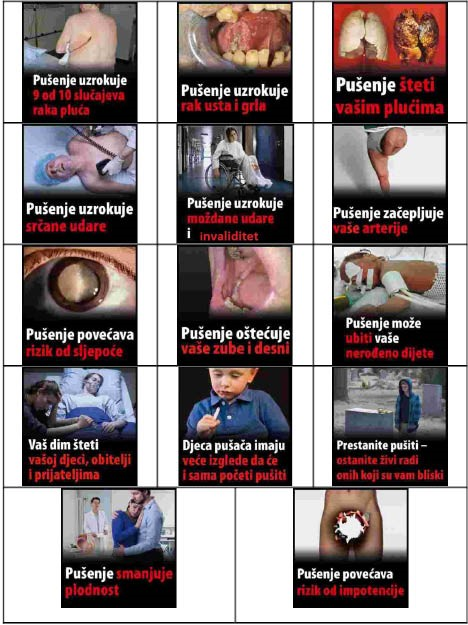 Pušenje uzrokuje
9 od 10 slučajeva
raka pluća
Pušenje uzrokuje
rak usta i grla
Pušenje šteti
vašim plućima
Pušenje uzrokuje
srčane udare
Pušenje uzrokuje
moždane udare
i invaliditet
Pušenje začepljuje
vaše arterije
Pušenje povećava
rizik od sljepoće
Pušenje oštećuje
vaše zube i desni
Pušenje može
ubiti vaše
nerođeno dijete
Vaš dim šteti
vašoj djeci, obitelji
i prijateljima
Djeca pušača imaju
veće izglede da će
i sama početi pušiti
Prestanite pušiti –
ostanite živi radi
onih koji su vam bliski
Pušenje smanjuje
plodnost
Pušenje povećava
rizik od impotencije